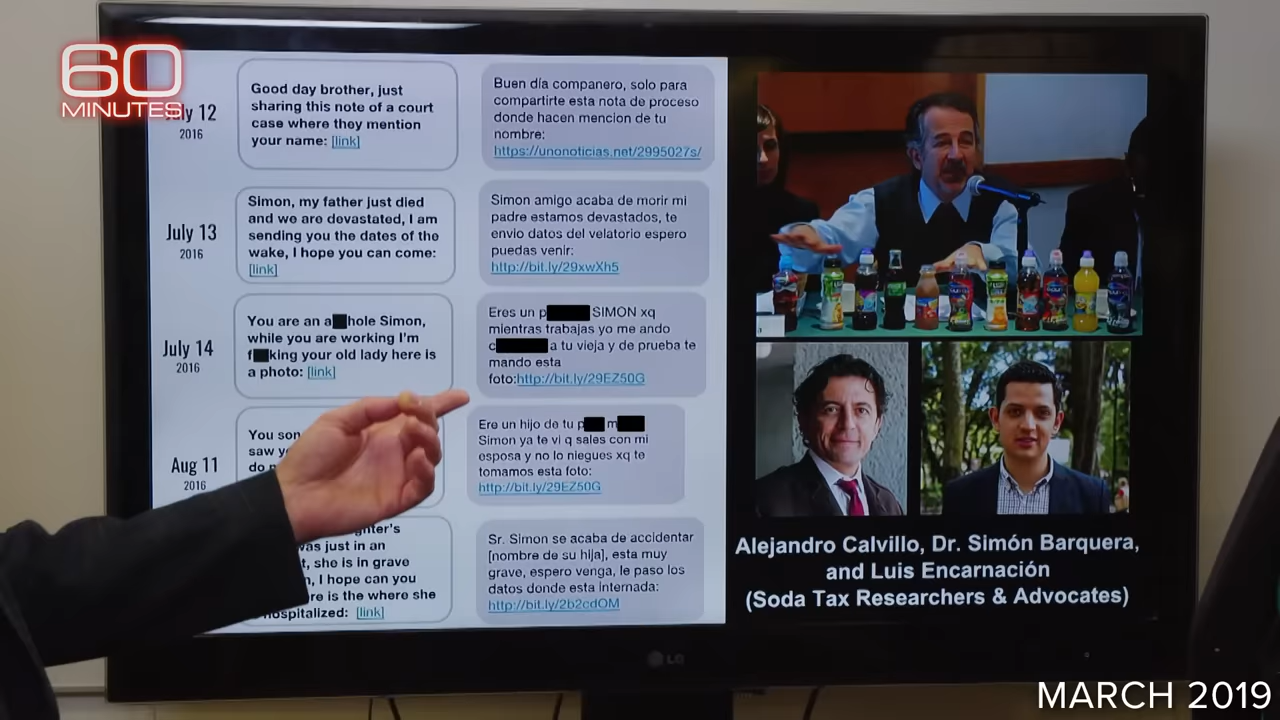 60
MINUTES
July 12
2016
Good day brother, just
sharing this note of a court
case where they mention
your name: [link]
Buen día companero, solo para
compartirte esta nota de proceso
donde hacen mencion de tu
nombre:
https://unonoticias.net/2995027s/
July 13
2016
Simon, my father just died
and we are devastated, I am
sending you the dates of the
wake, I hope you can come:
[link]
Simon amigo acaba de morir mi
padre estamos devastados, te
envio datos del velatorio espero
puedas venir:
http://bit.ly/29xwXh5
July 14
2016
You are an a hole Simon,
while you are working I'm
f king your old lady here is
a photo: [link]
Eres un p SIMON xq
mientras trabajas yo me ando
c a tu vieja y de prueba te
mando esta
foto:http://bit.ly/29EZ50G
Aug 11
2016
You son
saw
do
Ere un hijo de tu p m
Simon ya te vi q sales con mi
esposa y no lo niegues xq te
tomamos esta foto:
http://bit.ly/29EZ50G
was just in an
she is in grave
I hope can you
is the where she
hospitalized: [link]
Sr. Simon se acaba de accidentar
[nombre de su hija], esta muy
grave, espero venga, le paso los
datos donde esta internada:
http://bit.ly/2b2cdOM
Alejandro Calvillo, Dr. Simón Barquera,
and Luis Encarnación
(Soda Tax Researchers & Advocates)
LG
MARCH 2019